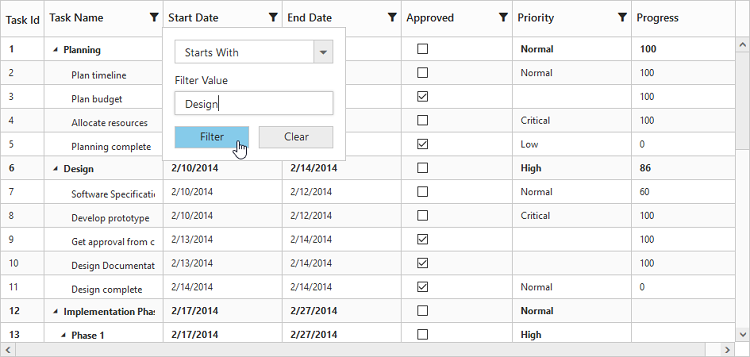 Task Id Task Name Start Date End Date Approved Priority Progress
1 Planning Normal 100
Starts With
2 Plan timeline Normal 100
Filter Value
3 Plan budget 100
Design
4 Allocate resources Critical 100
Filter Clear
5 Planning complete Low 0
6 Design 2/10/2014 2/14/2014 High 86
7 Software Specificatio 2/10/2014 2/12/2014 Normal 60
8 Develop prototype 2/10/2014 2/12/2014 Critical 100
9 Get approval from c 2/13/2014 2/14/2014 100
10 Design Documentat 2/13/2014 2/14/2014 100
11 Design complete 2/14/2014 2/14/2014 Normal 0
12 Implementation Phas 2/17/2014 2/27/2014 Normal
13 Phase 1 2/17/2014 2/27/2014 High